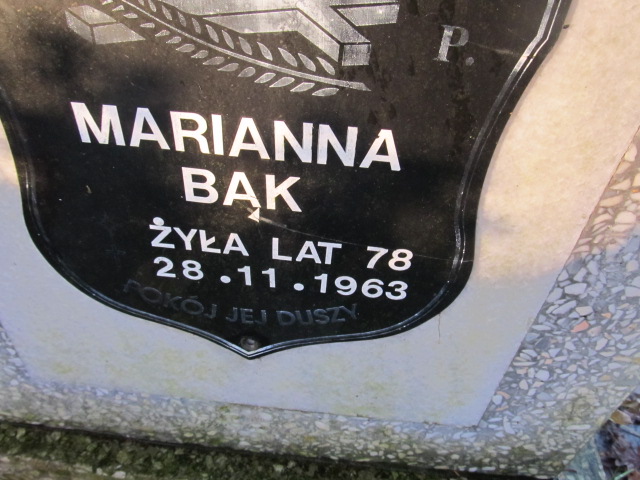 P.
MARIANNA
BĄK
ŻYŁA LAT 78
28.11.1963
POKÓJ JEJ DUSZY